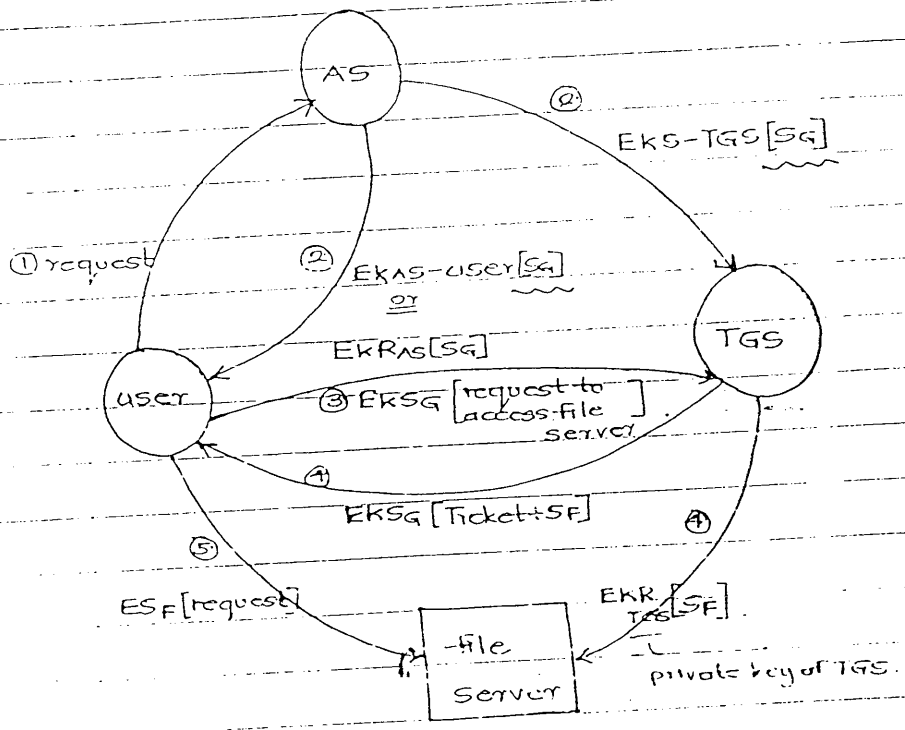 AS
②
EKS-TGS[SG]
① request
②
EKAS-user[SG]
or
EKRAS[SG]
TGS
user
③ EKSG [request to
access file
server]
④
EKSG [Ticket+SF]
④
⑤
ESF[request]
EKR TGS[SF]
private key of TGS.
file
server